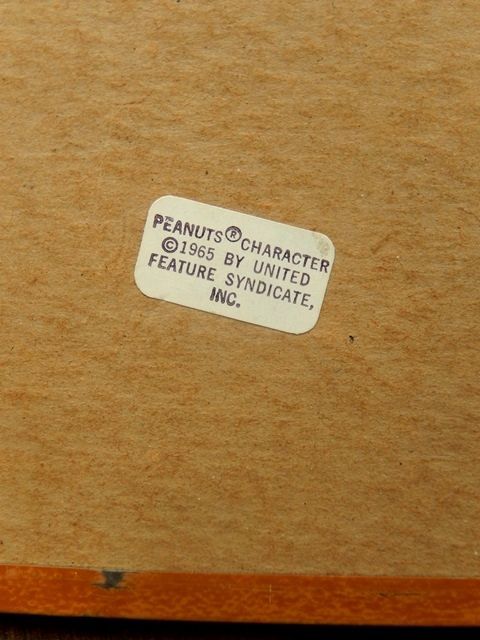 PEANUTS® CHARACTER
©1965 BY UNITED
FEATURE SYNDICATE,
INC.